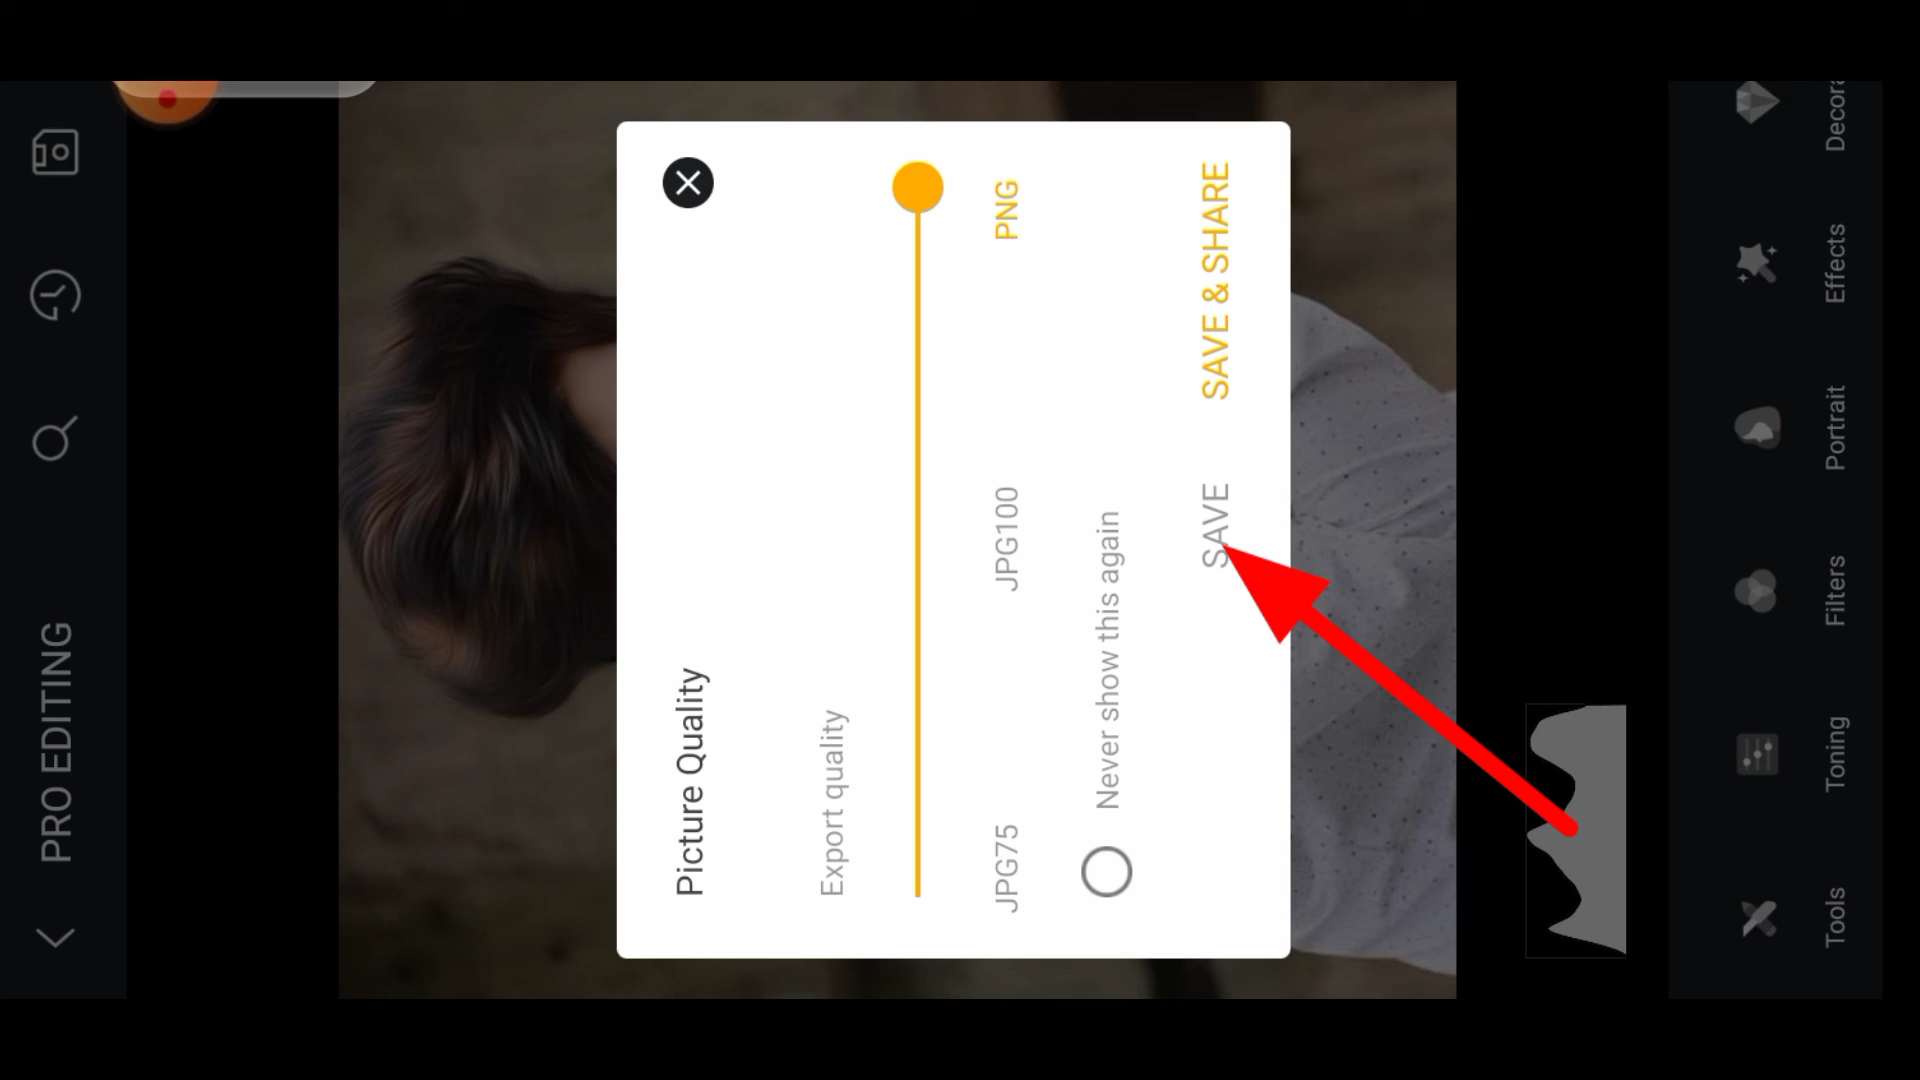 PRO EDITING
Picture Quality
Export quality
JPG75 JPG100 PNG
Never show this again
SAVE SAVE & SHARE
Tools Toning Filters Portrait Effects Decora